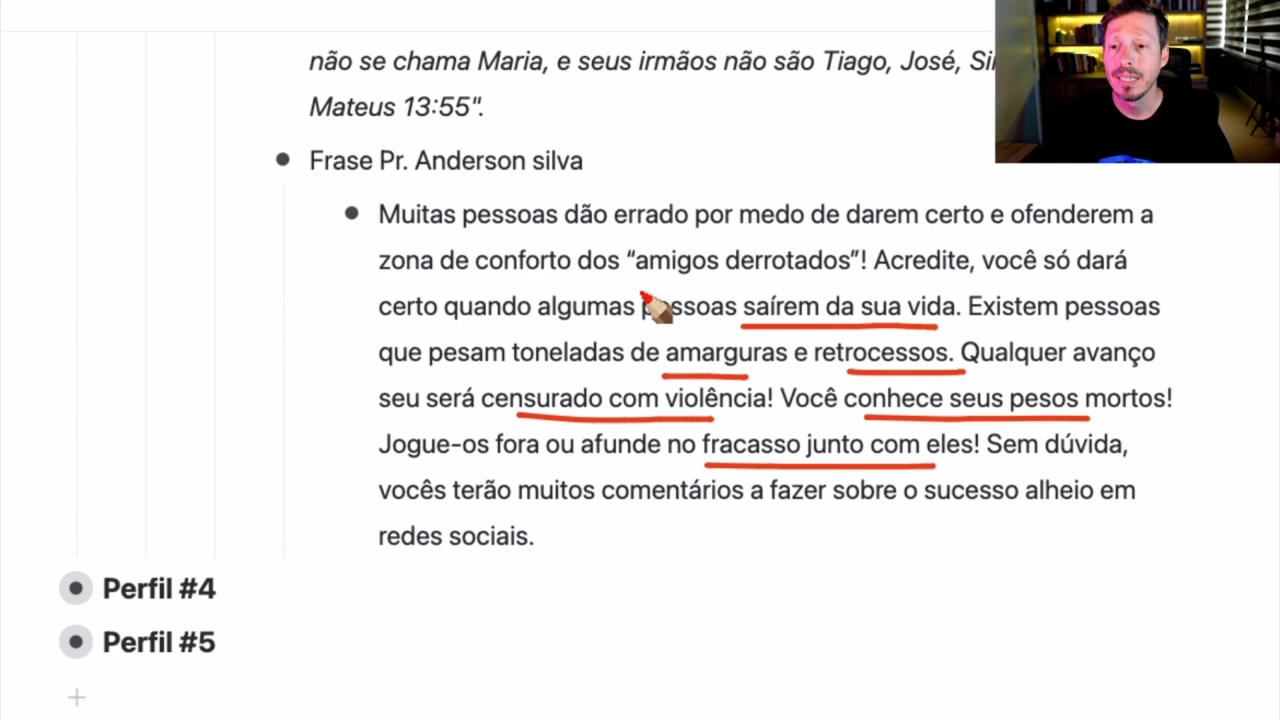 não se chama Maria, e seus irmãos não são Tiago, José,
Mateus 13:55".
Frase Pr. Anderson silva
Muitas pessoas dão errado por medo de darem certo e ofenderem a
zona de conforto dos “amigos derrotados”! Acredite, você só dará
certo quando algumas pessoas saírem da sua vida. Existem pessoas
que pesam toneladas de amarguras e retrocessos. Qualquer avanço
seu será censurado com violência! Você conhece seus pesos mortos!
Jogue-os fora ou afunde no fracasso junto com eles! Sem dúvida,
vocês terão muitos comentários a fazer sobre o sucesso alheio em
redes sociais.
Perfil #4
Perfil #5